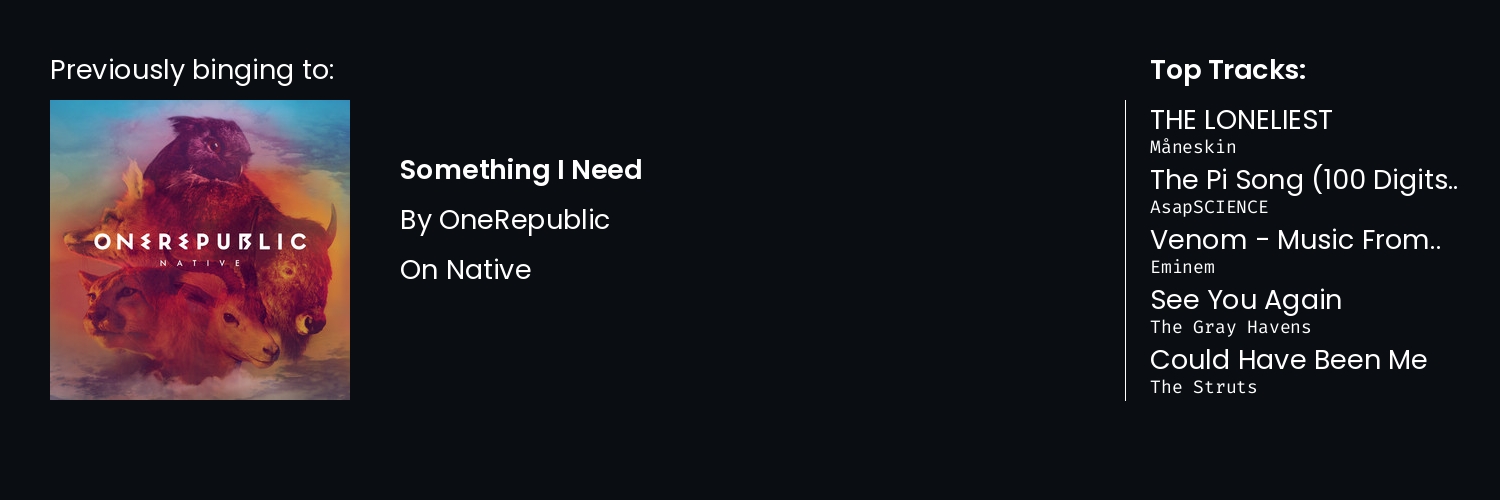 Previously binging to:
ONEREPUBLIC
NATIVE
Something I Need
By OneRepublic
On Native
Top Tracks:
THE LONELIEST
Måneskin
The Pi Song (100 Digits..
AsapSCIENCE
Venom - Music From..
Eminem
See You Again
The Gray Havens
Could Have Been Me
The Struts